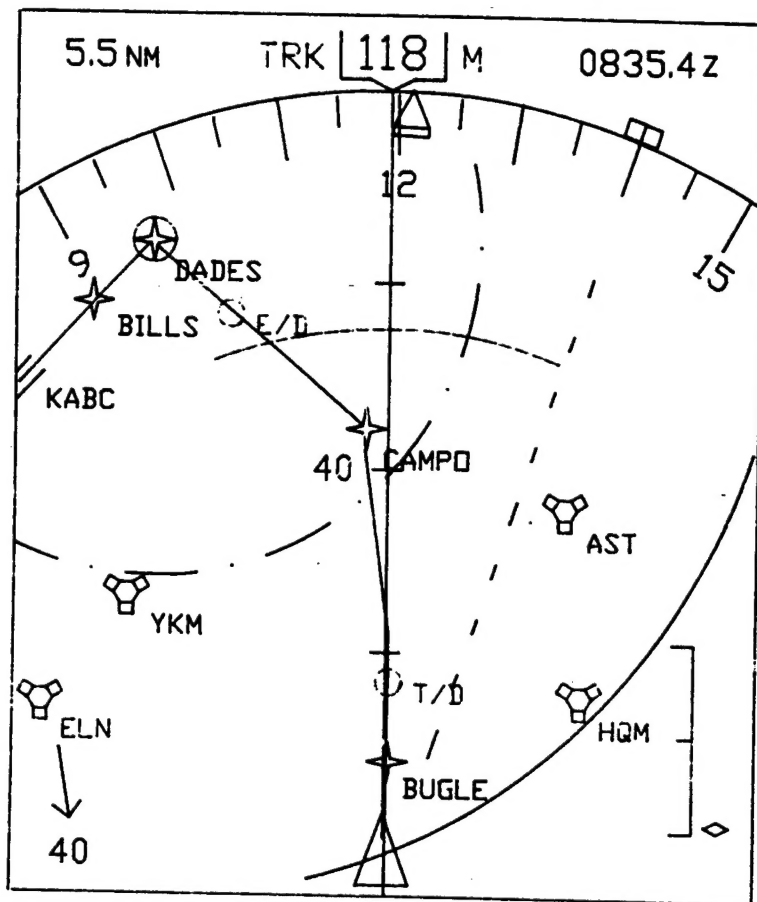 5.5 NM TRK 118 M 0835.4 Z
12
9
15
DADES
BILLS
E/D
KABC
40
CAMPO
AST
YKM
T/D
ELN
HQM
BUGLE
40